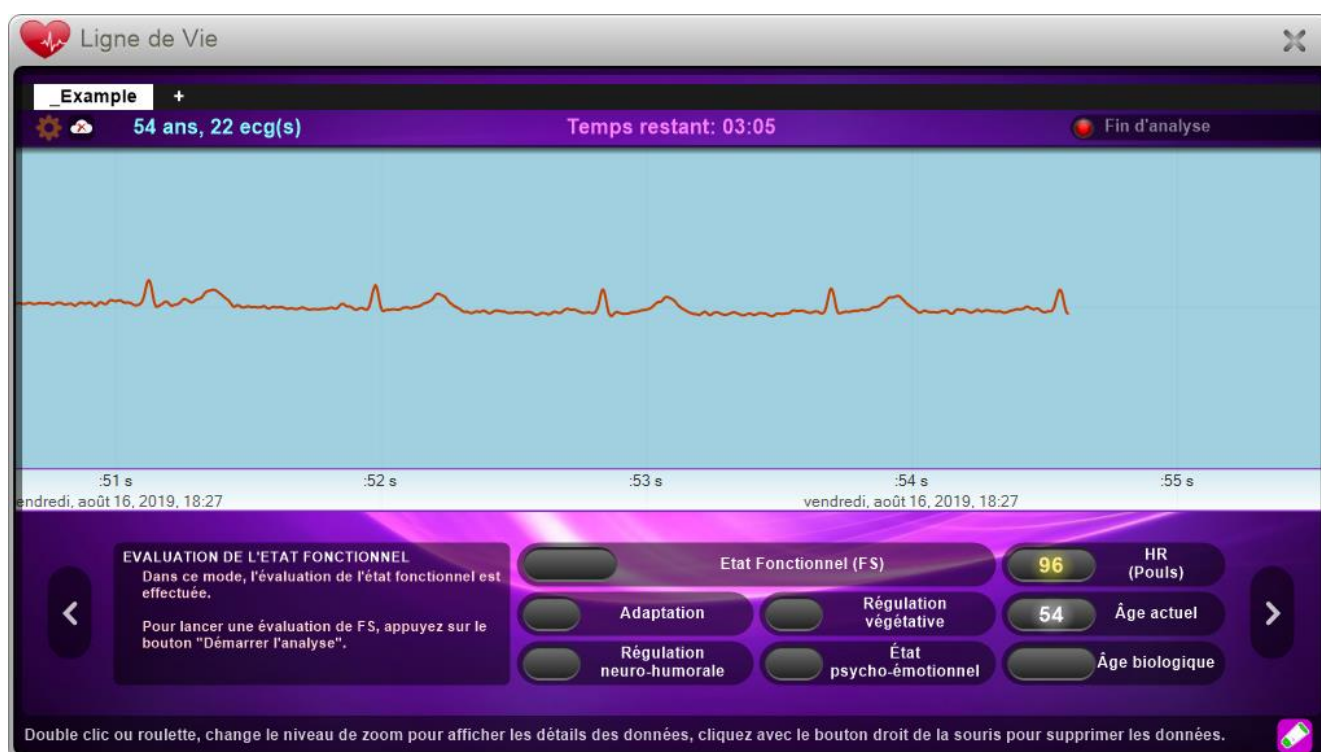 Ligne de Vie
_Example +
54 ans, 22 ecg(s) Temps restant: 03:05 Fin d'analyse
:51 s :52 s :53 s :54 s :55 s
endredi, août 16, 2019, 18:27 vendredi, août 16, 2019, 18:27
EVALUATION DE L'ETAT FONCTIONNEL
Dans ce mode, l'évaluation de l'état fonctionnel est
effectuée.
Pour lancer une évaluation de FS, appuyez sur le
bouton "Démarrer l'analyse".
Etat Fonctionnel (FS)
96 HR
(Pouls)
Adaptation
Régulation
végétative
54 Âge actuel
Régulation
neuro-humorale
État
psycho-émotionnel
Âge biologique
Double clic ou roulette, change le niveau de zoom pour afficher les détails des données, cliquez avec le bouton droit de la souris pour supprimer les données.